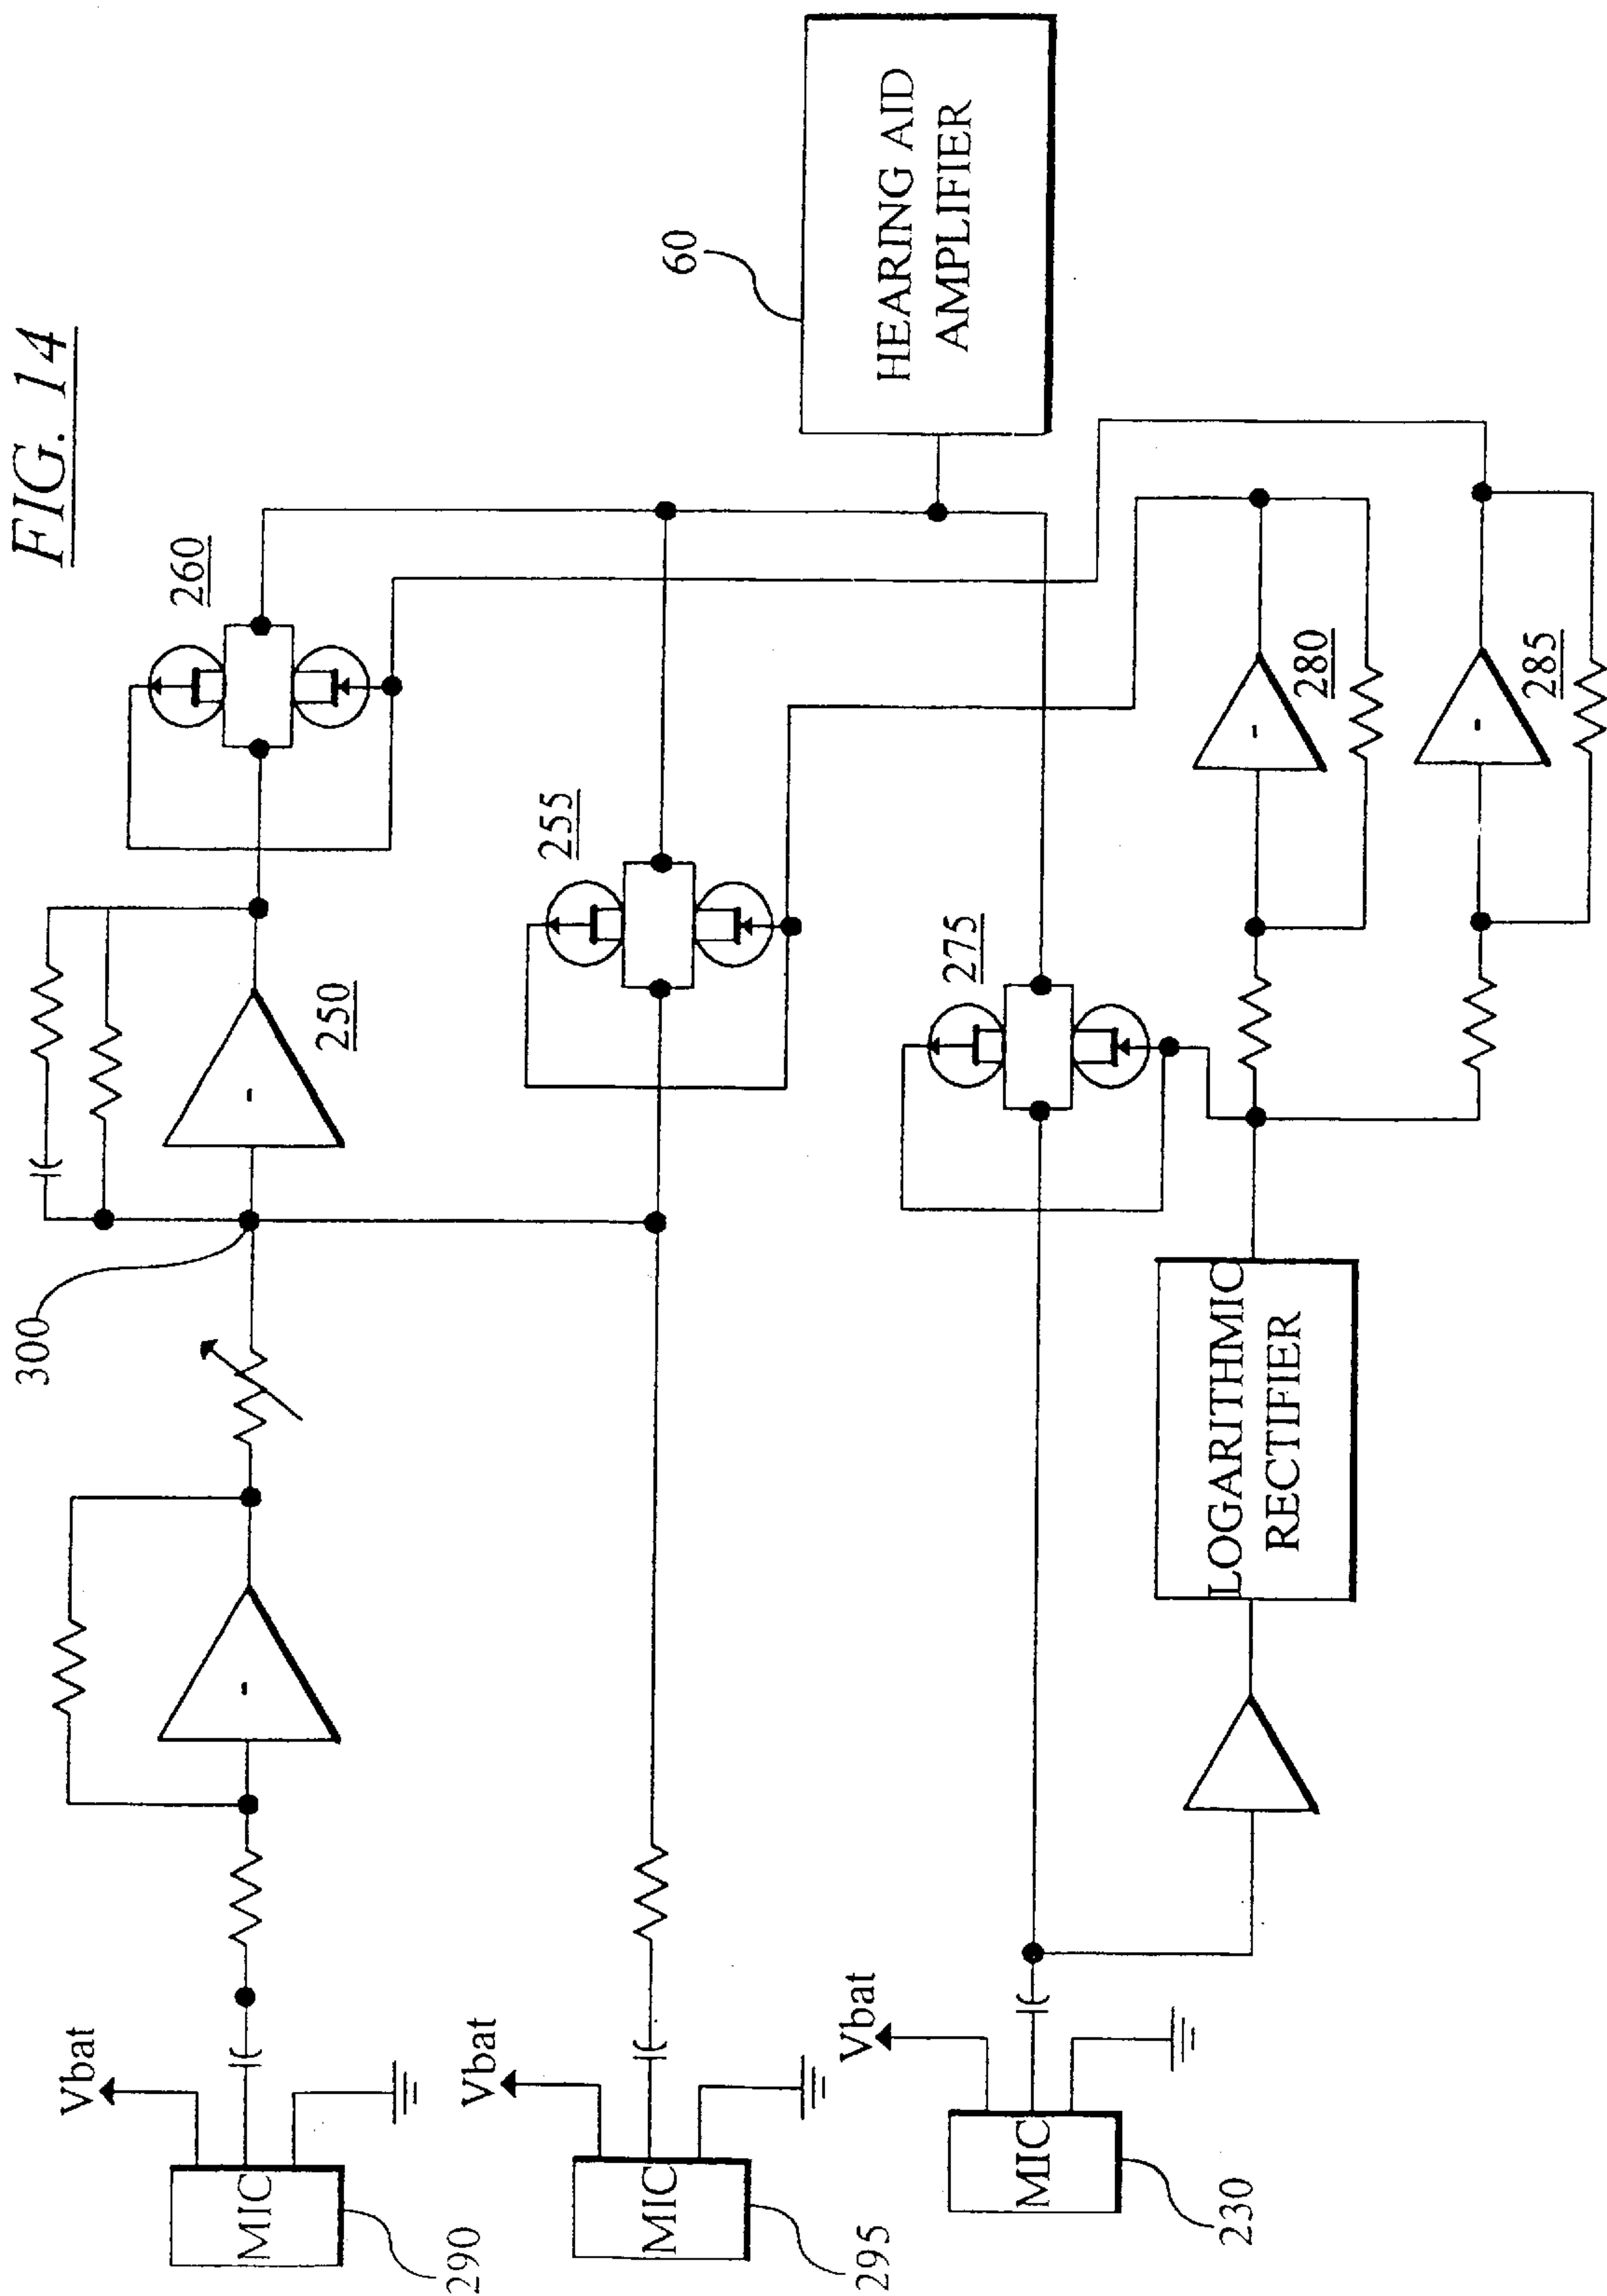 FIG. 14
300
250
260
255
275
60
HEARING AID
AMPLIFIER
280
285
Vbat
MIC
290
Vbat
MIC
295
Vbat
MIC
230
LOGARITHMIC
RECTIFIER